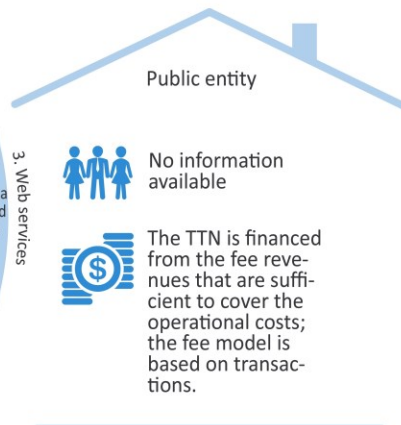 Public entity
No information
available
The TTN is financed
from the fee reve-
nues that are suffi-
cient to cover the
operational costs;
the fee model is
based on transac-
tions.
3. Web services
a
d